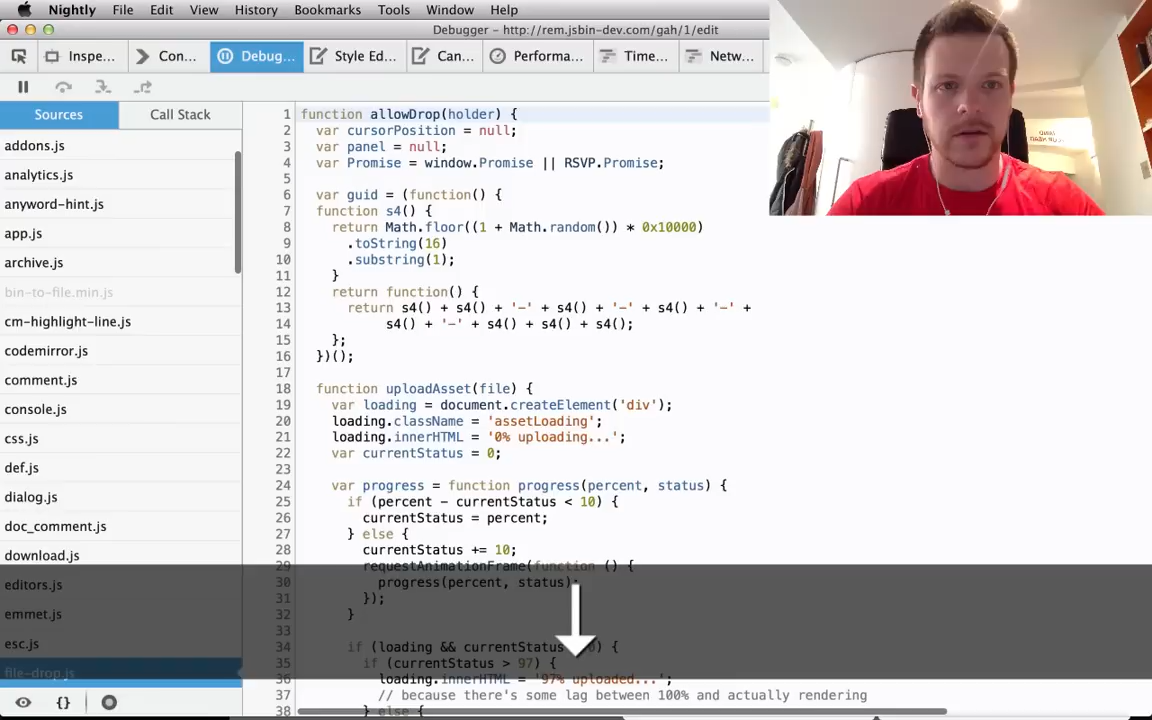 Nightly File Edit View History Bookmarks Tools Window Help
Debugger - http://rem.jsbin-dev.com/gah/1/edit
Inspe... Con... Debug... Style Ed... Can... Performa... Time... Netw...
Sources Call Stack
addons.js
analytics.js
anyword-hint.js
app.js
archive.js
bin-to-file.min.js
cm-highlight-line.js
codemirror.js
comment.js
console.js
css.js
def.js
dialog.js
doc_comment.js
download.js
editors.js
emmet.js
esc.js
file-drop.js
1 function allowDrop(holder) {
2 var cursorPosition = null;
3 var panel = null;
4 var Promise = window.Promise || RSVP.Promise;
5
6 var guid = (function() {
7 function s4() {
8 return Math.floor((1 + Math.random()) * 0x10000)
9 .toString(16)
10 .substring(1);
11 }
12 return function() {
13 return s4() + s4() + '-' + s4() + '-' + s4() + '-' +
14 s4() + '-' + s4() + s4() + s4();
15 };
16 })();
17
18 function uploadAsset(file) {
19 var loading = document.createElement('div');
20 loading.className = 'assetLoading';
21 loading.innerHTML = '0% uploading...';
22 var currentStatus = 0;
23
24 var progress = function progress(percent, status) {
25 if (percent - currentStatus < 10) {
26 currentStatus = percent;
27 } else {
28 currentStatus += 10;
29 requestAnimationFrame(function () {
30 progress(percent, status);
31 });
32 }
33
34 if (loading && currentStatus 0) {
35 if (currentStatus > 97) {
36 loading.innerHTML = '97% uploaded...';
37 // because there's some lag between 100% and actually rendering
38 } else {